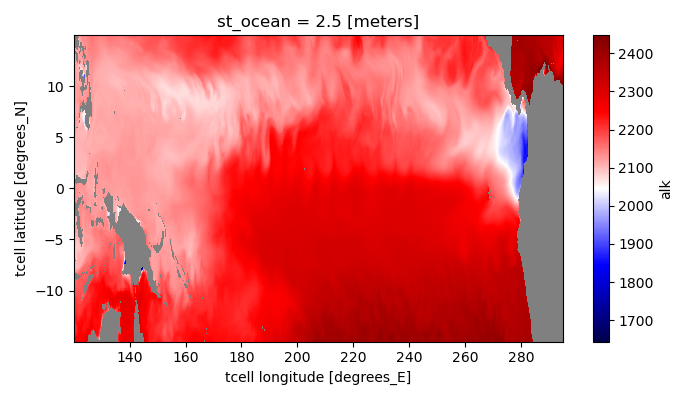 st_ocean = 2.5 [meters]
10
5
0
−5
−10
tcell latitude [degrees_N]
140 160 180 200 220 240 260 280
tcell longitude [degrees_E]
2400
2300
2200
2100
2000
1900
1800
1700
alk